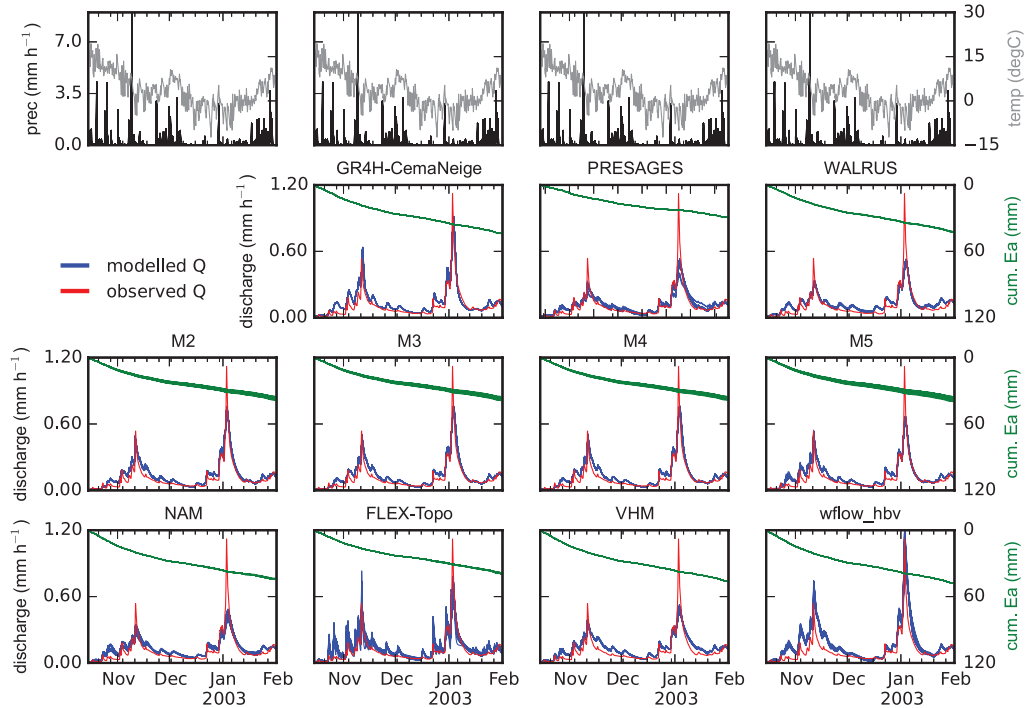 prec (mm h⁻¹)
9.0
7.0
3.5
0.0
30
15
0
−15
temp (degC)
GR4H-CemaNeige
PRESAGES
WALRUS
modelled Q
observed Q
discharge (mm h⁻¹)
1.20
0.60
0.00
0
60
120
cum. Ea (mm)
M2
M3
M4
M5
discharge (mm h⁻¹)
1.20
0.60
0.00
0
60
120
cum. Ea (mm)
NAM
FLEX-Topo
VHM
wflow_hbv
discharge (mm h⁻¹)
1.20
0.60
0.00
0
60
120
cum. Ea (mm)
Nov Dec Jan Feb
2003
Nov Dec Jan Feb
2003
Nov Dec Jan Feb
2003
Nov Dec Jan Feb
2003